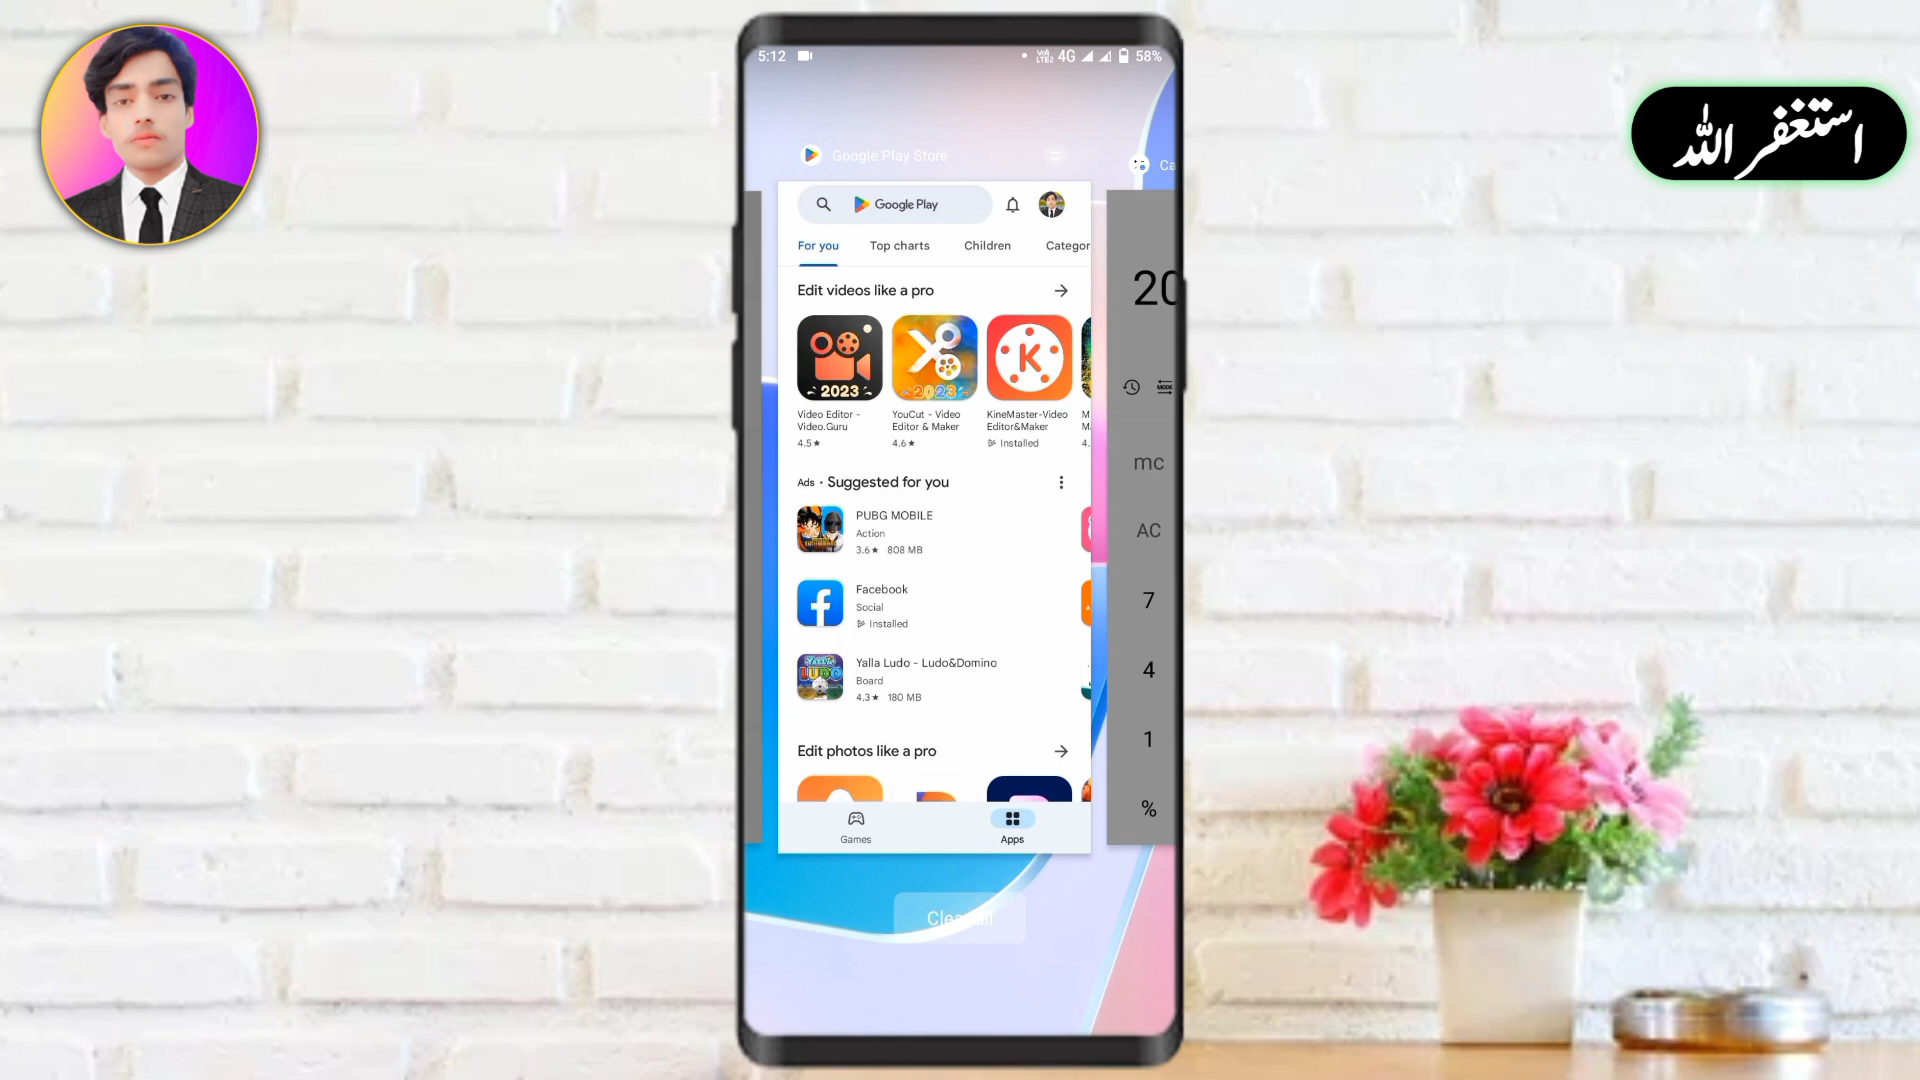 استغفر الله
5:12
Vo)) LTE2 4G 58%
Google Play Store
Ca
Google Play
For you
Top charts
Children
Categor
Edit videos like a pro
2023
2023
K
Video Editor - Video.Guru
4.5★
YouCut - Video Editor & Maker
4.6★
KineMaster-Video Editor&Maker
Installed
Ads · Suggested for you
PUBG MOBILE
Action
3.6★ 808 MB
Facebook
Social
Installed
Yalla Ludo - Ludo&Domino
Board
4.3★ 180 MB
Edit photos like a pro
Games
Apps
Clear all
20
MODE
mc
AC
7
4
1
%